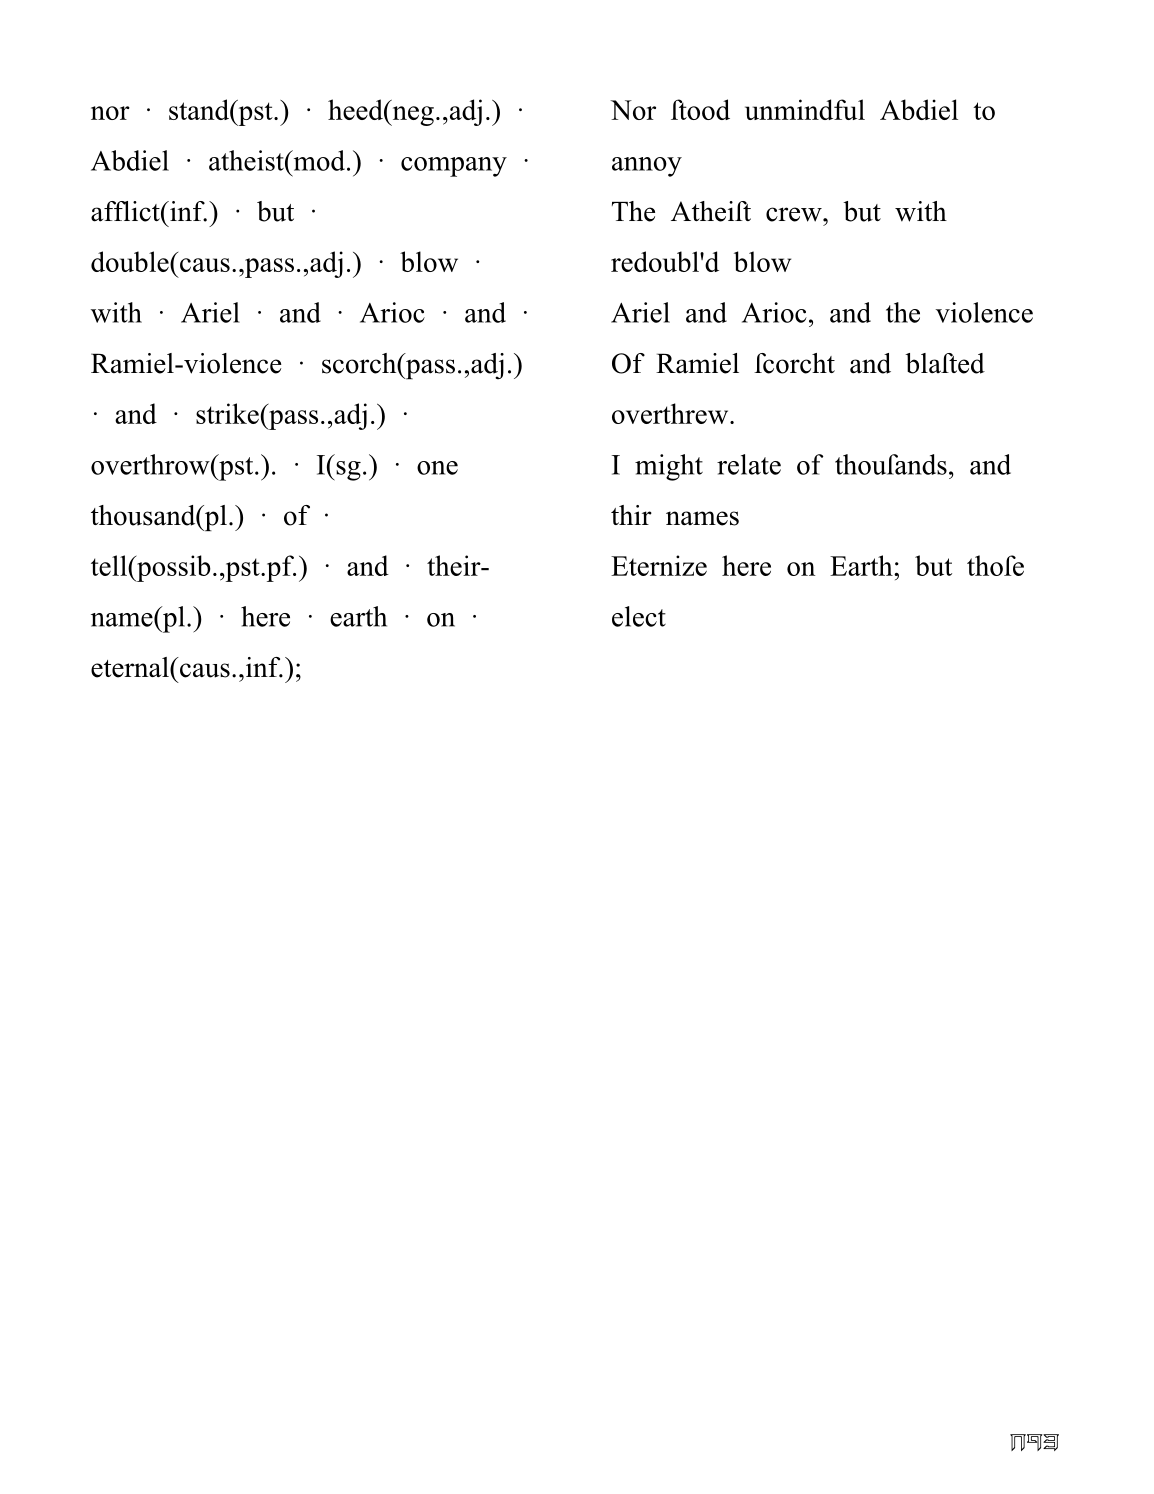 nor · stand(pst.) · heed(neg.,adj.) ·
Abdiel · atheist(mod.) · company ·
afflict(inf.) · but ·
double(caus.,pass.,adj.) · blow ·
with · Ariel · and · Arioc · and ·
Ramiel-violence · scorch(pass.,adj.)
· and · strike(pass.,adj.) ·
overthrow(pst.). · I(sg.) · one
thousand(pl.) · of ·
tell(possib.,pst.pf.) · and · their-
name(pl.) · here · earth · on ·
eternal(caus.,inf.);
Nor ſtood unmindful Abdiel to
annoy
The Atheiſt crew, but with
redoubl'd blow
Ariel and Arioc, and the violence
Of Ramiel ſcorcht and blaſted
overthrew.
I might relate of thouſands, and
thir names
Eternize here on Earth; but thoſe
elect